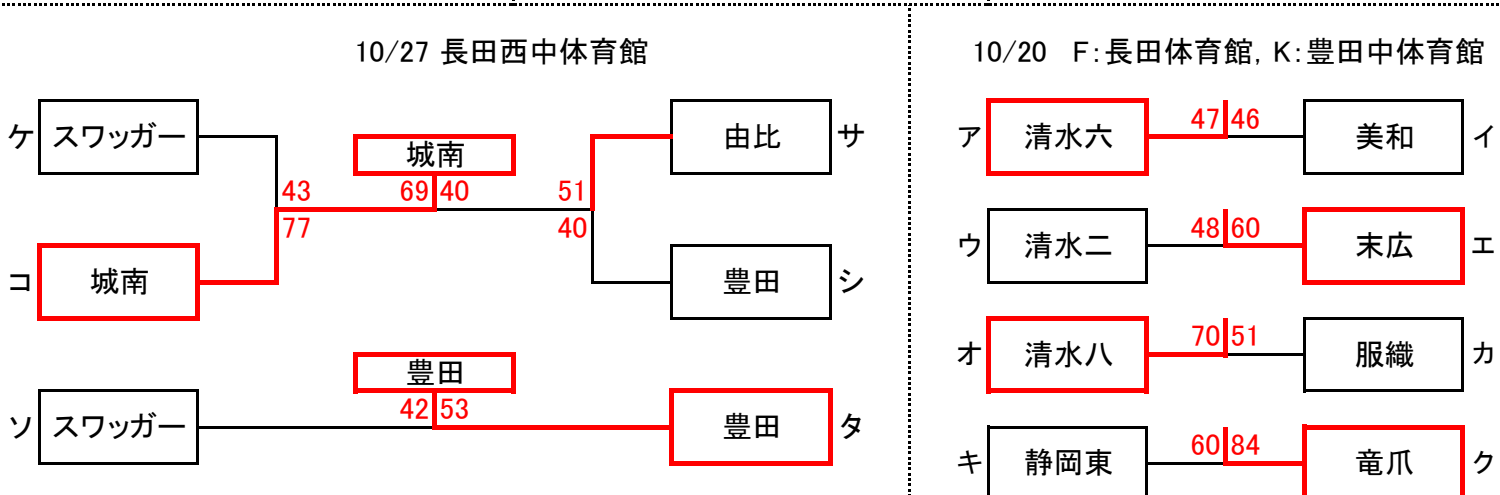 10/27 長田西中体育館
ケ スワッガー
城南
由比 サ
43
69 40
51
77
40
コ 城南
豊田 シ
豊田
ソ スワッガー
42 53
豊田 タ
10/20 F:長田体育館, K:豊田中体育館
ア 清水六 47 46 美和 イ
ウ 清水二 48 60 末広 エ
オ 清水八 70 51 服織 カ
キ 静岡東 60 84 竜爪 ク